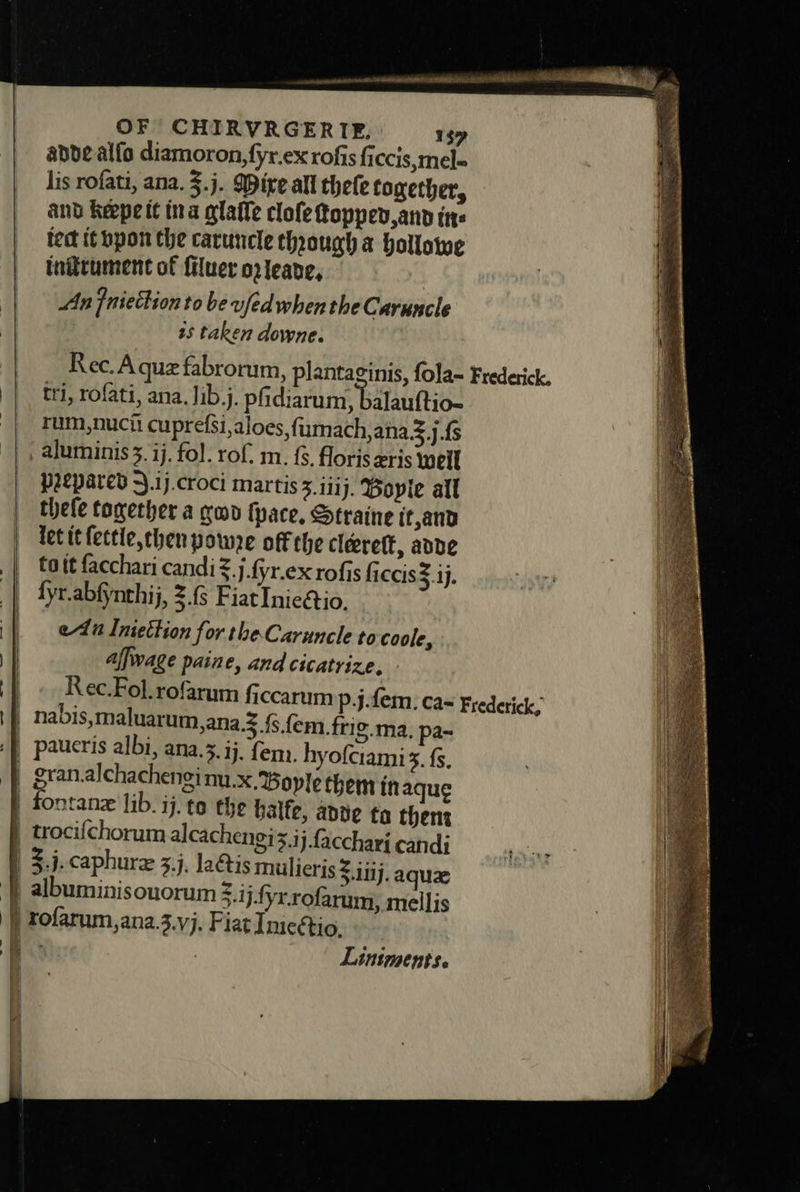 OF CHIRVRGERIE. 157
adde alſo diamoron,ſyr.ex roſis ſiccis,mel-
lis roſati, ana. ℥.j. Mixe all theſe together,
and kéepe it in a glaſſe cloſe ſtopped,and in-
iect it vpon the caruncle through a hollowe
inſtrument of ſiluer or leade.
An Iniection to be vſed when the Caruncle
is taken downe.
Rec. Aquæ fabrorum, plantaginis, ſola- Frederick.
tri, roſati, ana. lib.j. pſidiarum, balauſtio-
rum,nucũ cupreſsi,aloes,ſumach,ana.℥.j.ſs
aluminis ʒ. ij. fol. roſ. m. ſs. floris æris well
prepared ℈.ij.croci martis ʒ.iiij. Boyle all
theſe together a good ſpace, Straine it,and
let it ſettle,then powre off the cléereſt, adde
to it ſacchari candi ℥.j.ſyr.ex roſis ſiccis ℥.ij.
ſyr.abſynthij, ℥.ſs Fiat Iniectio.
An Iniection for the Caruncle to coole,
aſſwage paine, and cicatrize.
Rec.Fol.roſarum ſiccarum p.j.ſem. ca- Frederick,
nabis,maluarum,ana.℥.ſs.ſem.frig.ma. pa-
paueris albi, ana.ʒ.ij. ſem. hyoſciami ʒ. ſs.
gran.alchachengi nu.x. Boyle them in aque
fontanæ lib. ij. to the halfe, adde to them
trociſchorum alcachengi ʒ.ij.ſacchari candi
℥.j. caphuræ ʒ.j. lactis mulieris ℥.iiij. aquæ
albuminis ouorum ℥.ij.ſyr.roſarum, mellis
roſarum,ana.ʒ.vj. Fiat Iniectio.
Liniments.